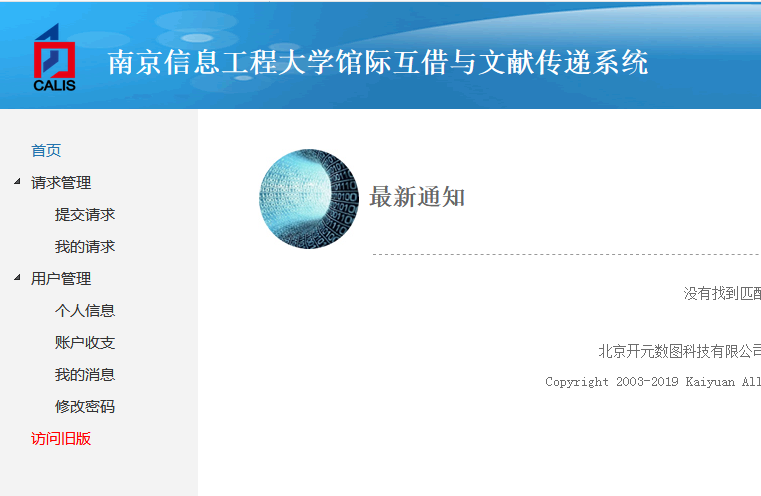 CALIS
南京信息工程大学馆际互借与文献传递系统
首页
请求管理
提交请求
我的请求
用户管理
个人信息
账户收支
我的消息
修改密码
访问旧版
最新通知
没有找到匹配
北京开元数图科技有限公司
Copyright 2003-2019 Kaiyuan All